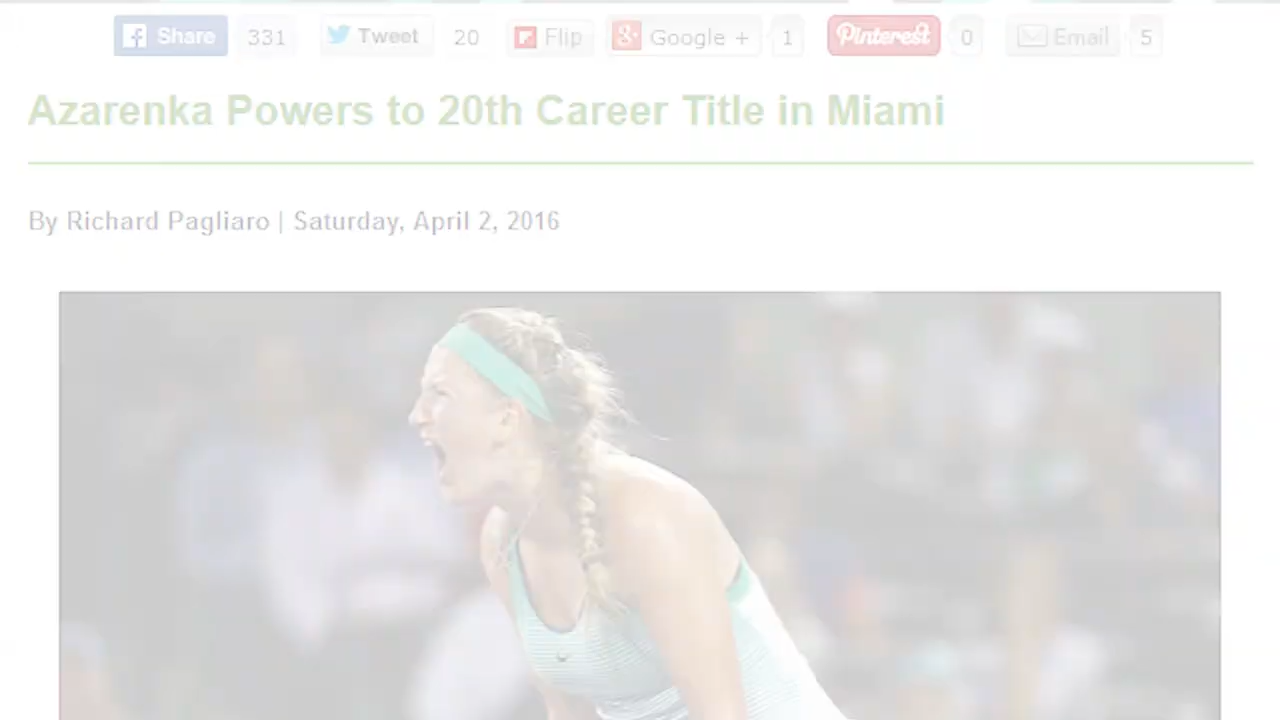 Share 331 Tweet 20 Flip Google + 1 Pinterest 0 Email 5
Azarenka Powers to 20th Career Title in Miami
By Richard Pagliaro | Saturday, April 2, 2016